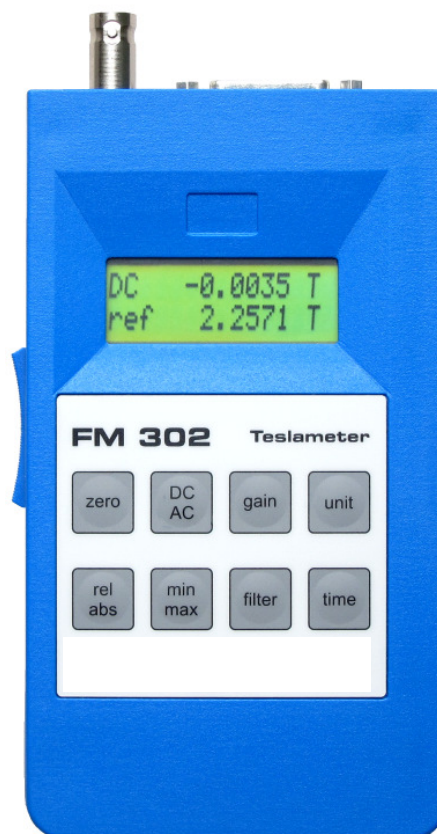 DC -0.0035 T
ref 2.2571 T
FM 302 Teslameter
zero DC AC gain unit
rel abs min max filter time